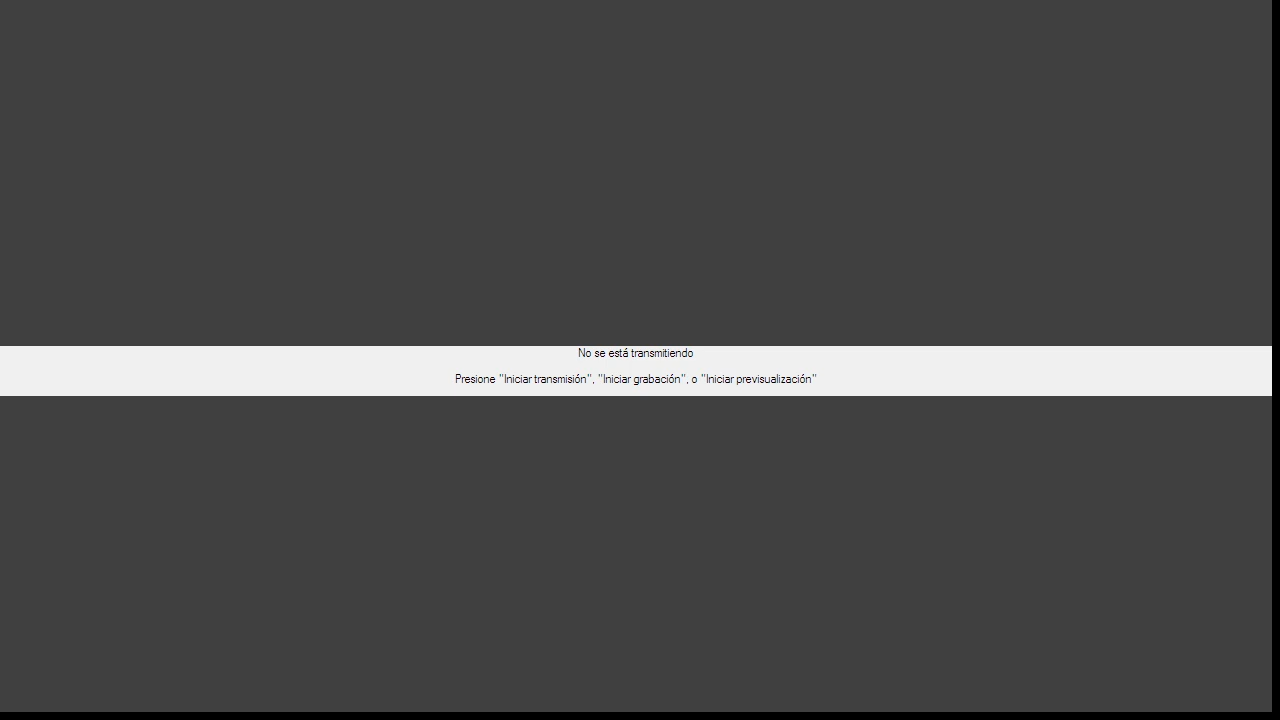 No se está transmitiendo
Presione "Iniciar transmisión", "Iniciar grabación", o "Iniciar previsualización"